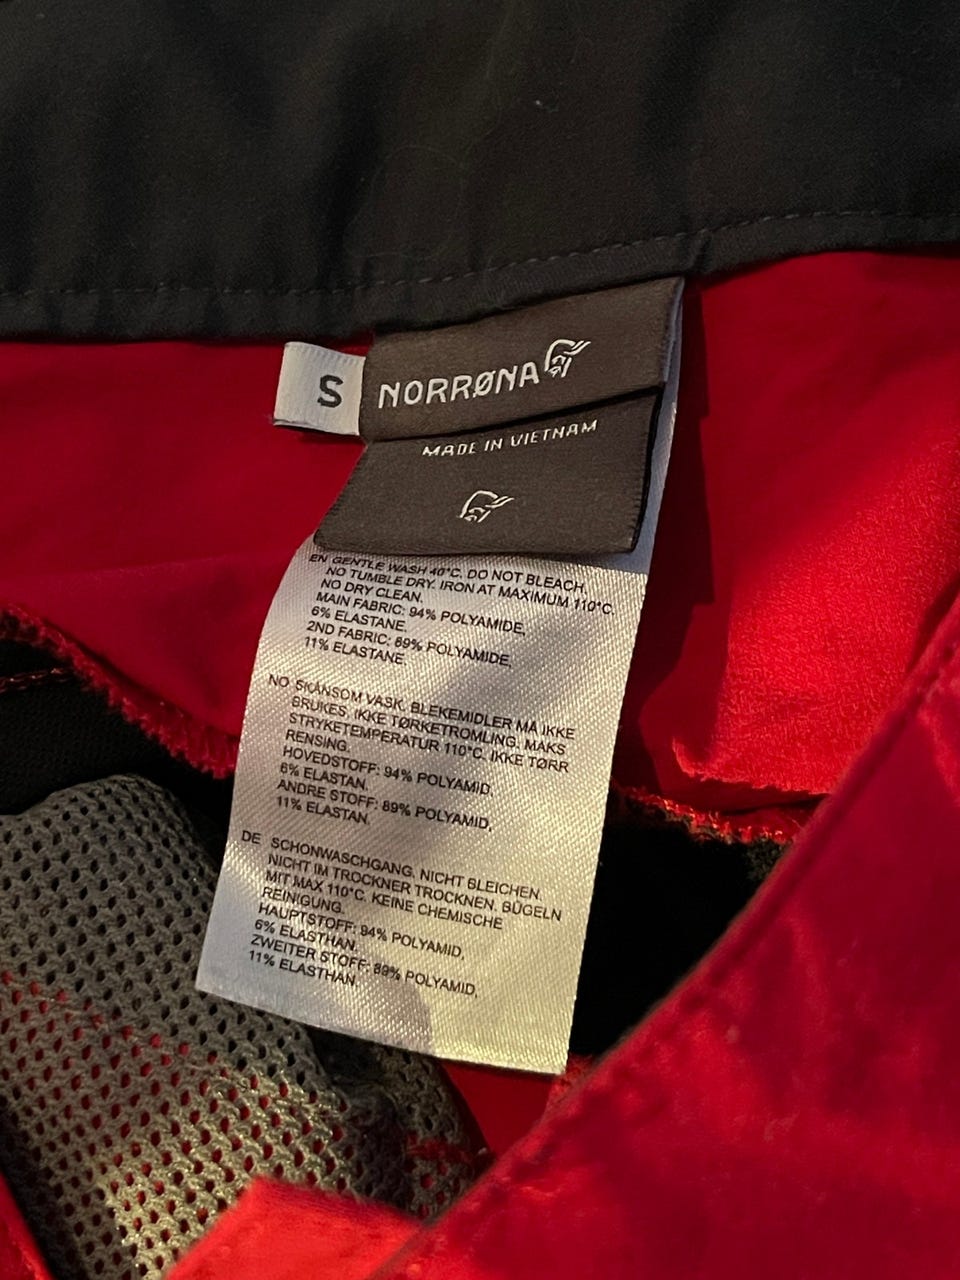 S
NORRØNA
MADE IN VIETNAM
EN GENTLE WASH 40°C. DO NOT BLEACH.
NO TUMBLE DRY. IRON AT MAXIMUM 110°C.
NO DRY CLEAN.
MAIN FABRIC: 94% POLYAMIDE,
6% ELASTANE.
2ND FABRIC: 89% POLYAMIDE,
11% ELASTANE.
NO SKÅNSOM VASK. BLEKEMIDLER MÅ IKKE
BRUKES. IKKE TØRKETROMLING. MAKS
STRYKETEMPERATUR 110°C. IKKE TØRR
RENSING.
HOVEDSTOFF: 94% POLYAMID,
6% ELASTAN.
ANDRE STOFF: 89% POLYAMID,
11% ELASTAN.
DE SCHONWASCHGANG. NICHT BLEICHEN.
NICHT IM TROCKNER TROCKNEN. BÜGELN
MIT MAX 110°C. KEINE CHEMISCHE
REINIGUNG.
HAUPTSTOFF: 94% POLYAMID,
6% ELASTHAN.
ZWEITER STOFF: 89% POLYAMID,
11% ELASTHAN.